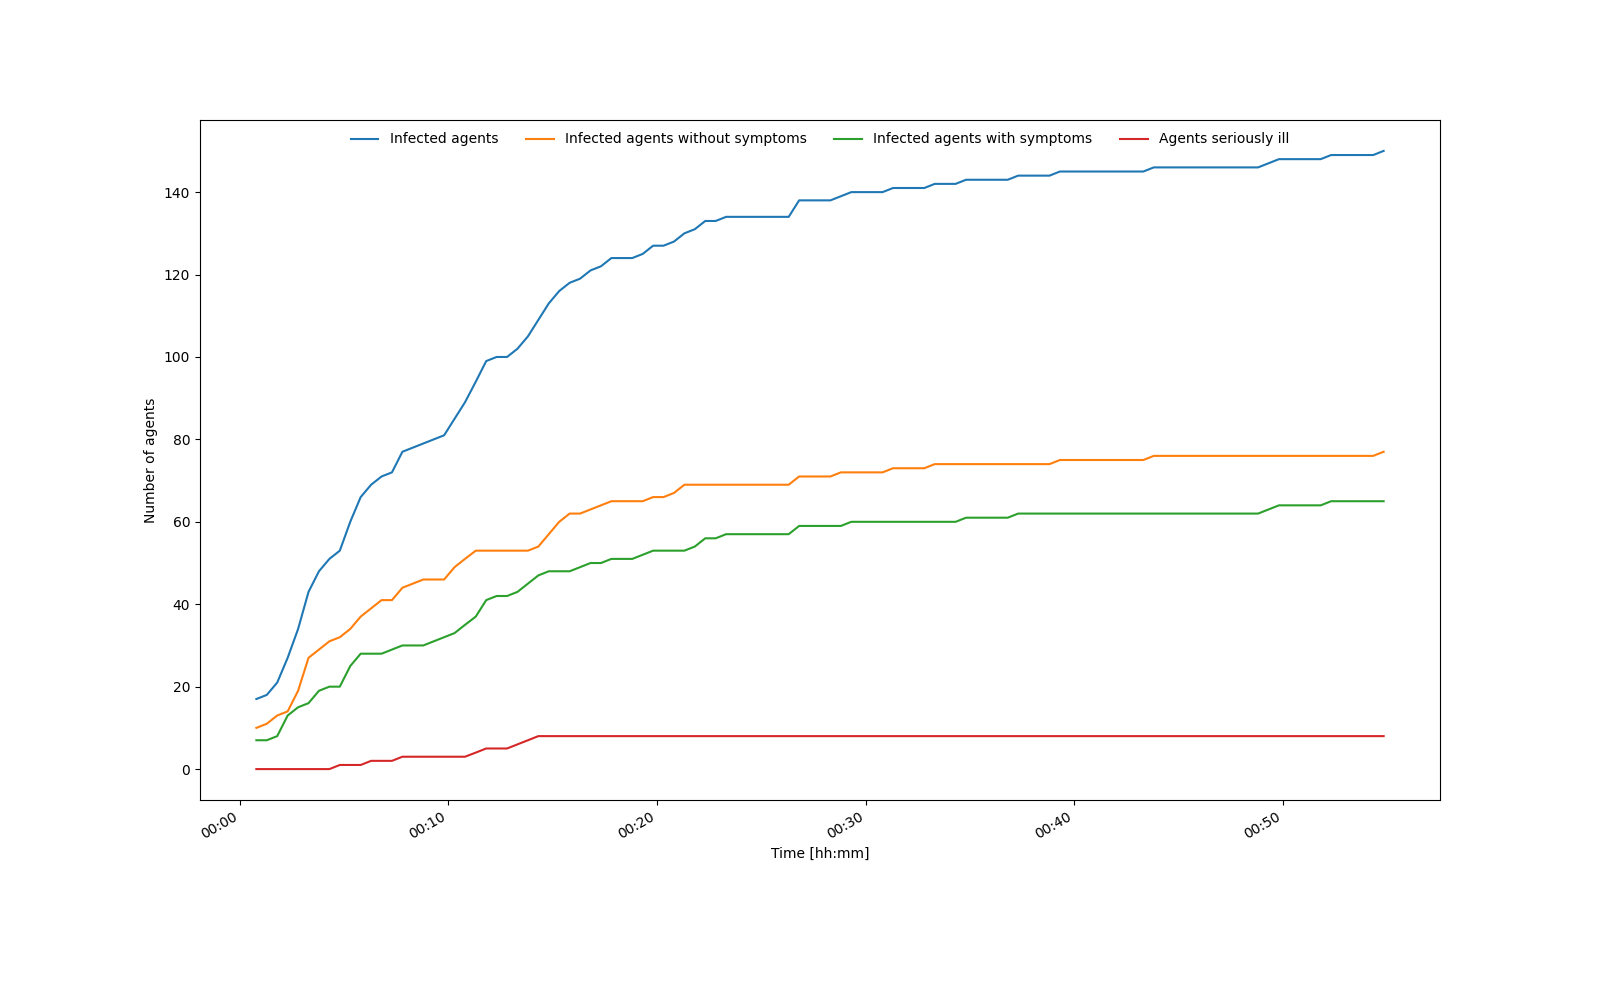 Infected agents
Infected agents without symptoms
Infected agents with symptoms
Agents seriously ill
140
120
100
80
60
40
20
0
Number of agents
00:00
00:10
00:20
00:30
00:40
00:50
Time [hh:mm]